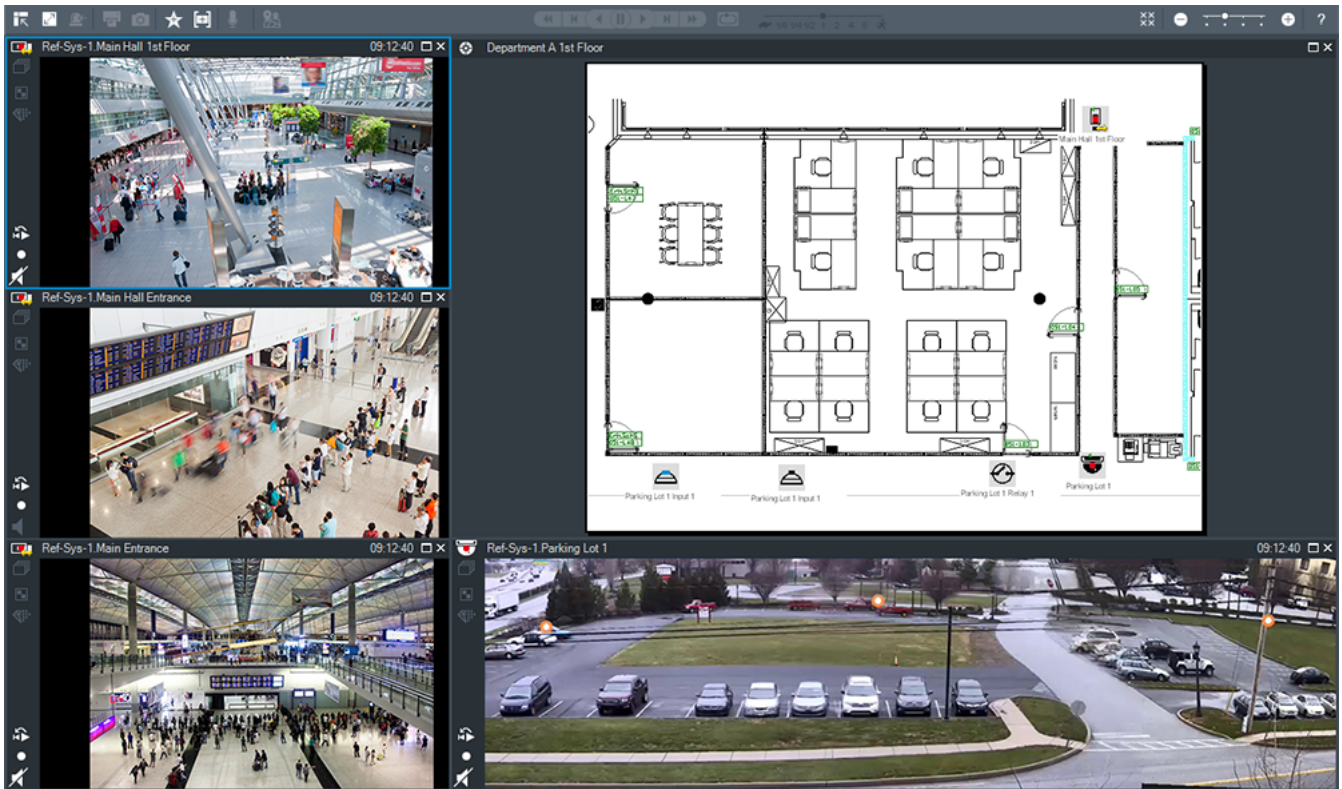 ?
Ref-Sys-1.Main Hall 1st Floor 09:12:40
Department A 1st Floor
Main Hall 1st Floor
Ref-Sys-1.Main Hall Entrance 09:12:40
Parking Lot 1 Input 1
Parking Lot 1 Input 1
Parking Lot 1 Relay 1
Parking Lot 1
Ref-Sys-1.Main Entrance 09:12:40
Ref-Sys-1.Parking Lot 1 09:12:40